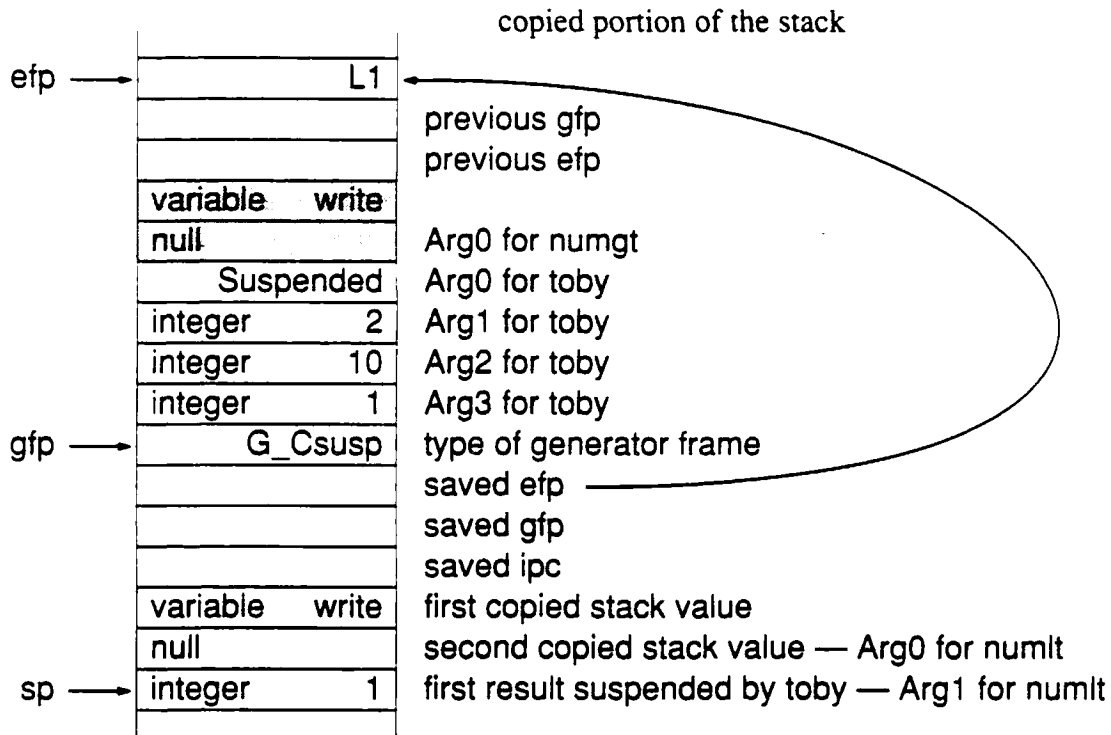 copied portion of the stack
efp L1
previous gfp
previous efp
variable write
null Arg0 for numgt
Suspended Arg0 for toby
integer 2 Arg1 for toby
integer 10 Arg2 for toby
integer 1 Arg3 for toby
gfp G_Csusp type of generator frame
saved efp
saved gfp
saved ipc
variable write first copied stack value
null second copied stack value — Arg0 for numlt
sp integer 1 first result suspended by toby — Arg1 for numlt